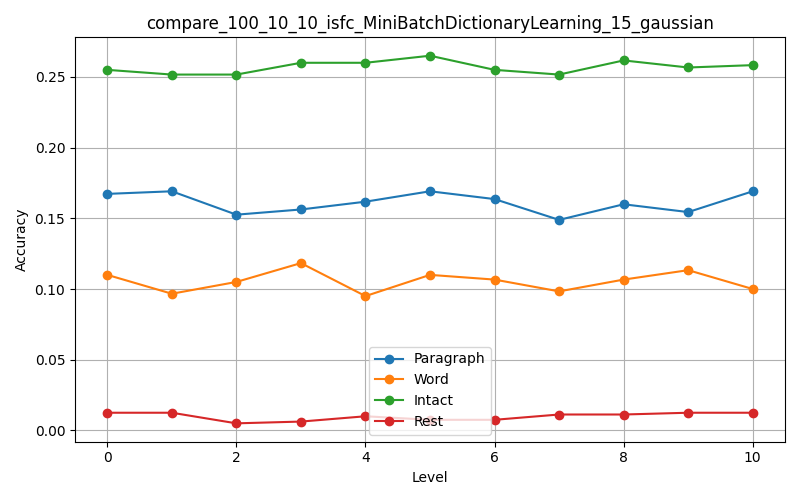 compare_100_10_10_isfc_MiniBatchDictionaryLearning_15_gaussian
Accuracy
0.25
0.20
0.15
0.10
0.05
0.00
Paragraph
Word
Intact
Rest
0 2 4 6 8 10
Level